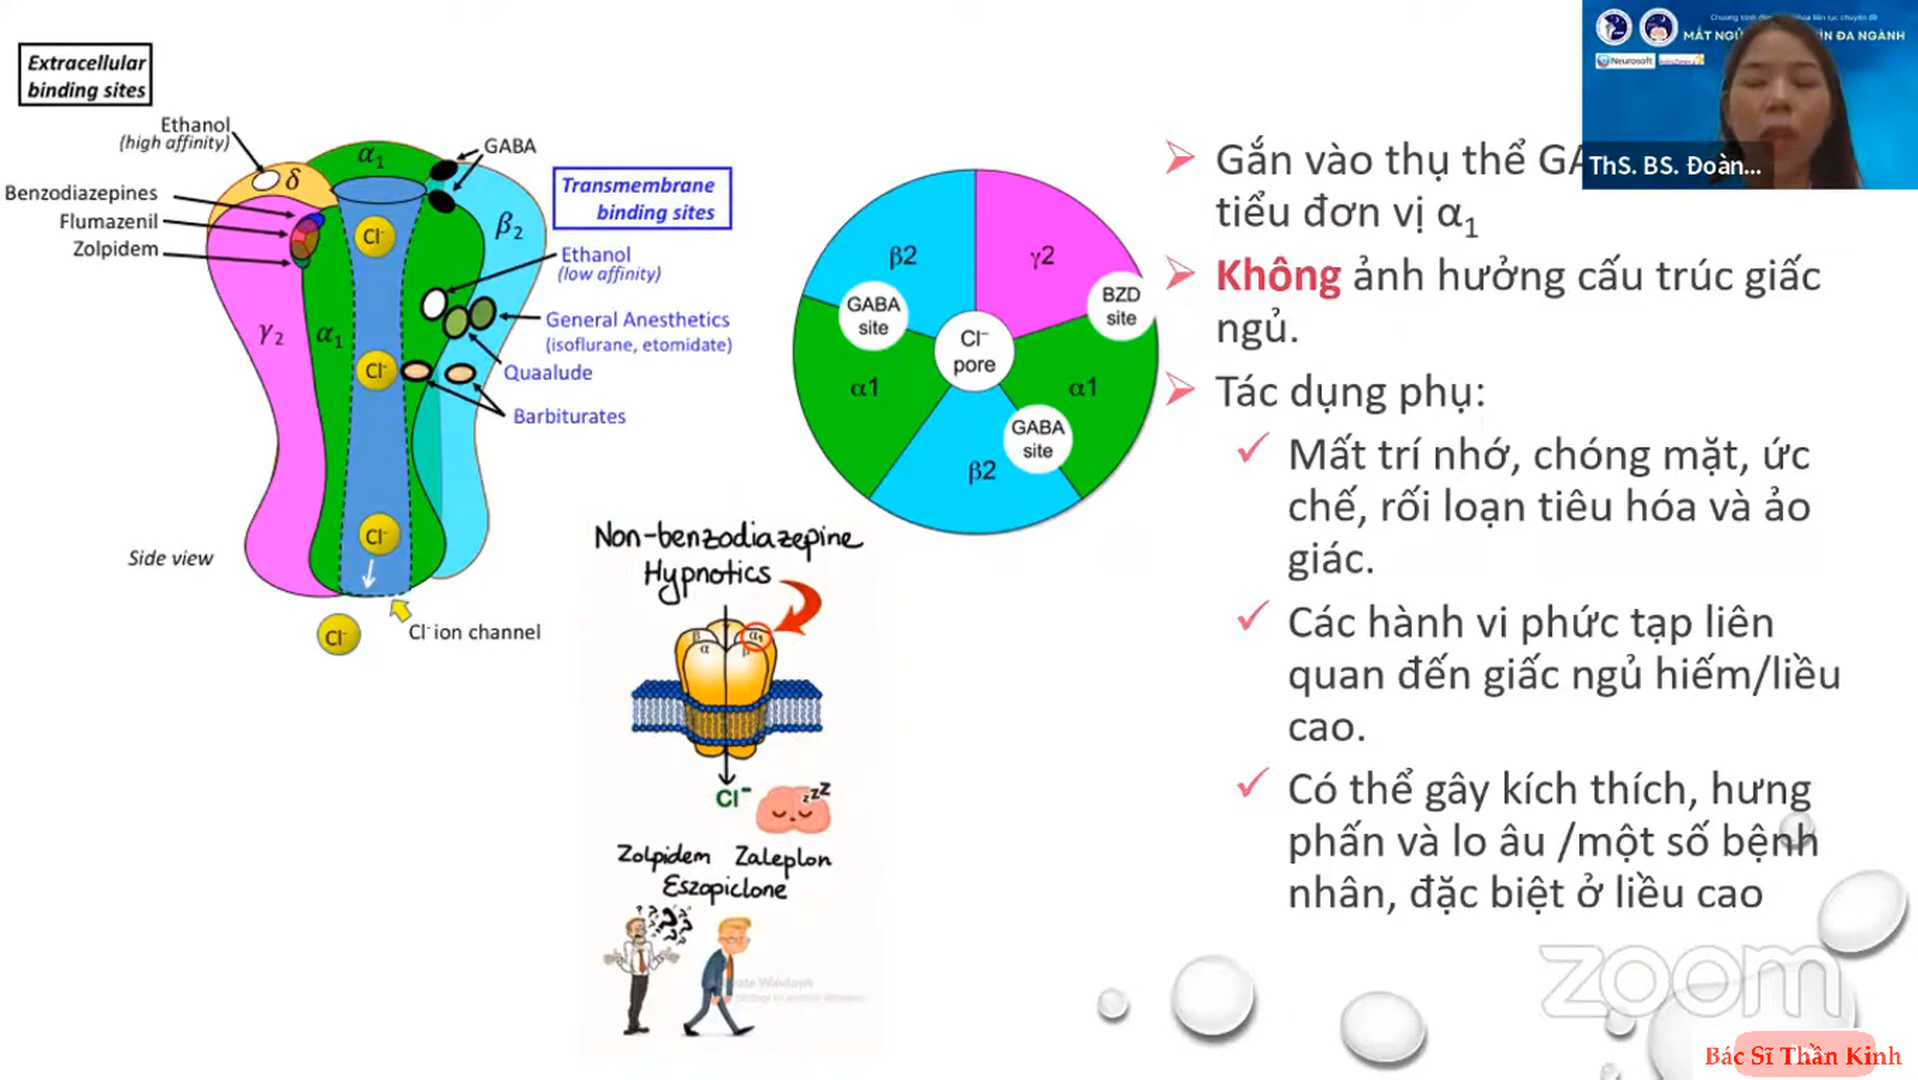 Extracellular
binding sites
Ethanol
(high affinity)
Benzodiazepines
Flumazenil
Zolpidem
δ
α1
GABA
β2
γ2
α1
Cl-
Cl-
Cl-
Cl-
Side view
Cl- ion channel
Transmembrane
binding sites
Ethanol
(low affinity)
General Anesthetics
(isoflurane, etomidate)
Quaalude
Barbiturates
β2
γ2
GABA
site
BZD
site
Cl–
pore
α1
α1
GABA
site
β2
Non-benzodiazepine
Hypnotics
β
α
γ
α1
β
Cl–
zzZ
Zolpidem Zaleplon
Eszopiclone
Gắn vào thụ thể
tiểu đơn vị α1
Không ảnh hưởng cấu trúc giấc
ngủ.
Tác dụng phụ:
Mất trí nhớ, chóng mặt, ức
chế, rối loạn tiêu hóa và ảo
giác.
Các hành vi phức tạp liên
quan đến giấc ngủ hiếm/liều
cao.
Có thể gây kích thích, hưng
phấn và lo âu /một số bệnh
nhân, đặc biệt ở liều cao
MẤT ĐA NGÀNH
Neurosoft
ThS. BS. Đoàn...
zoom
Bác Sĩ Thần Kinh